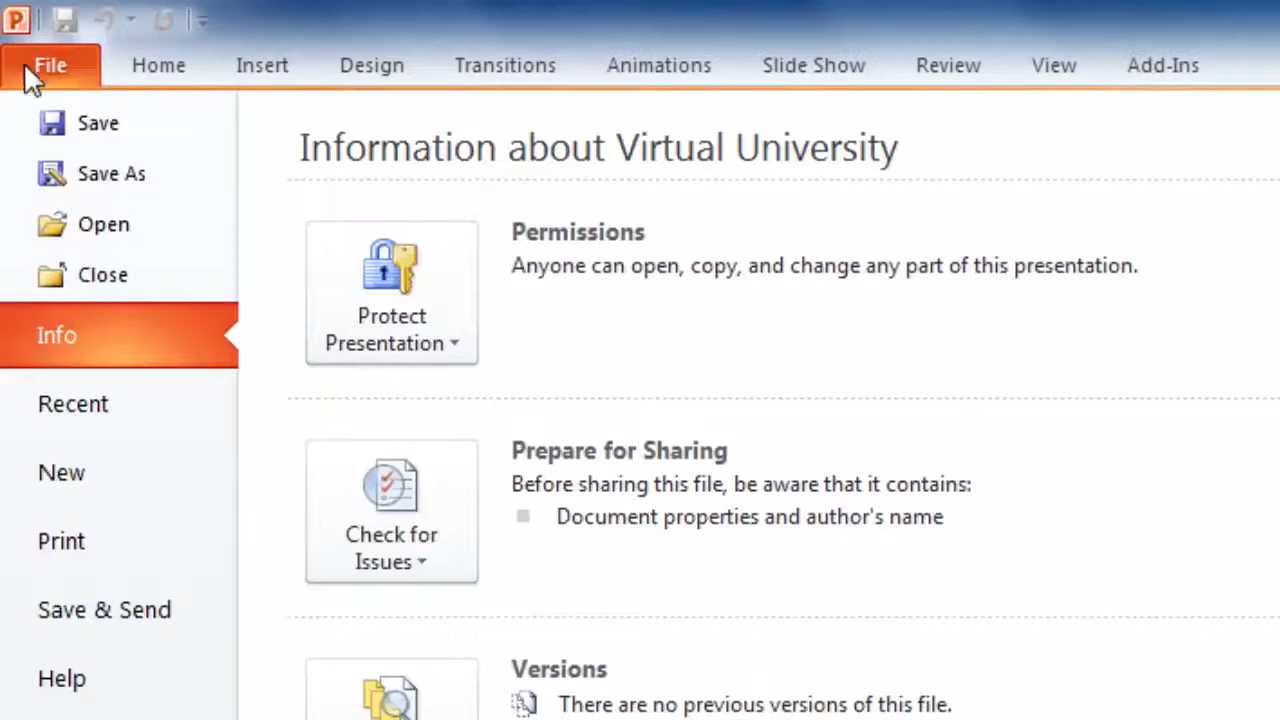 File Home Insert Design Transitions Animations Slide Show Review View Add-Ins
Save
Save As
Open
Close
Info
Recent
New
Print
Save & Send
Help
Information about Virtual University
Protect
Presentation
Permissions
Anyone can open, copy, and change any part of this presentation.
Check for
Issues
Prepare for Sharing
Before sharing this file, be aware that it contains:
Document properties and author's name
Versions
There are no previous versions of this file.